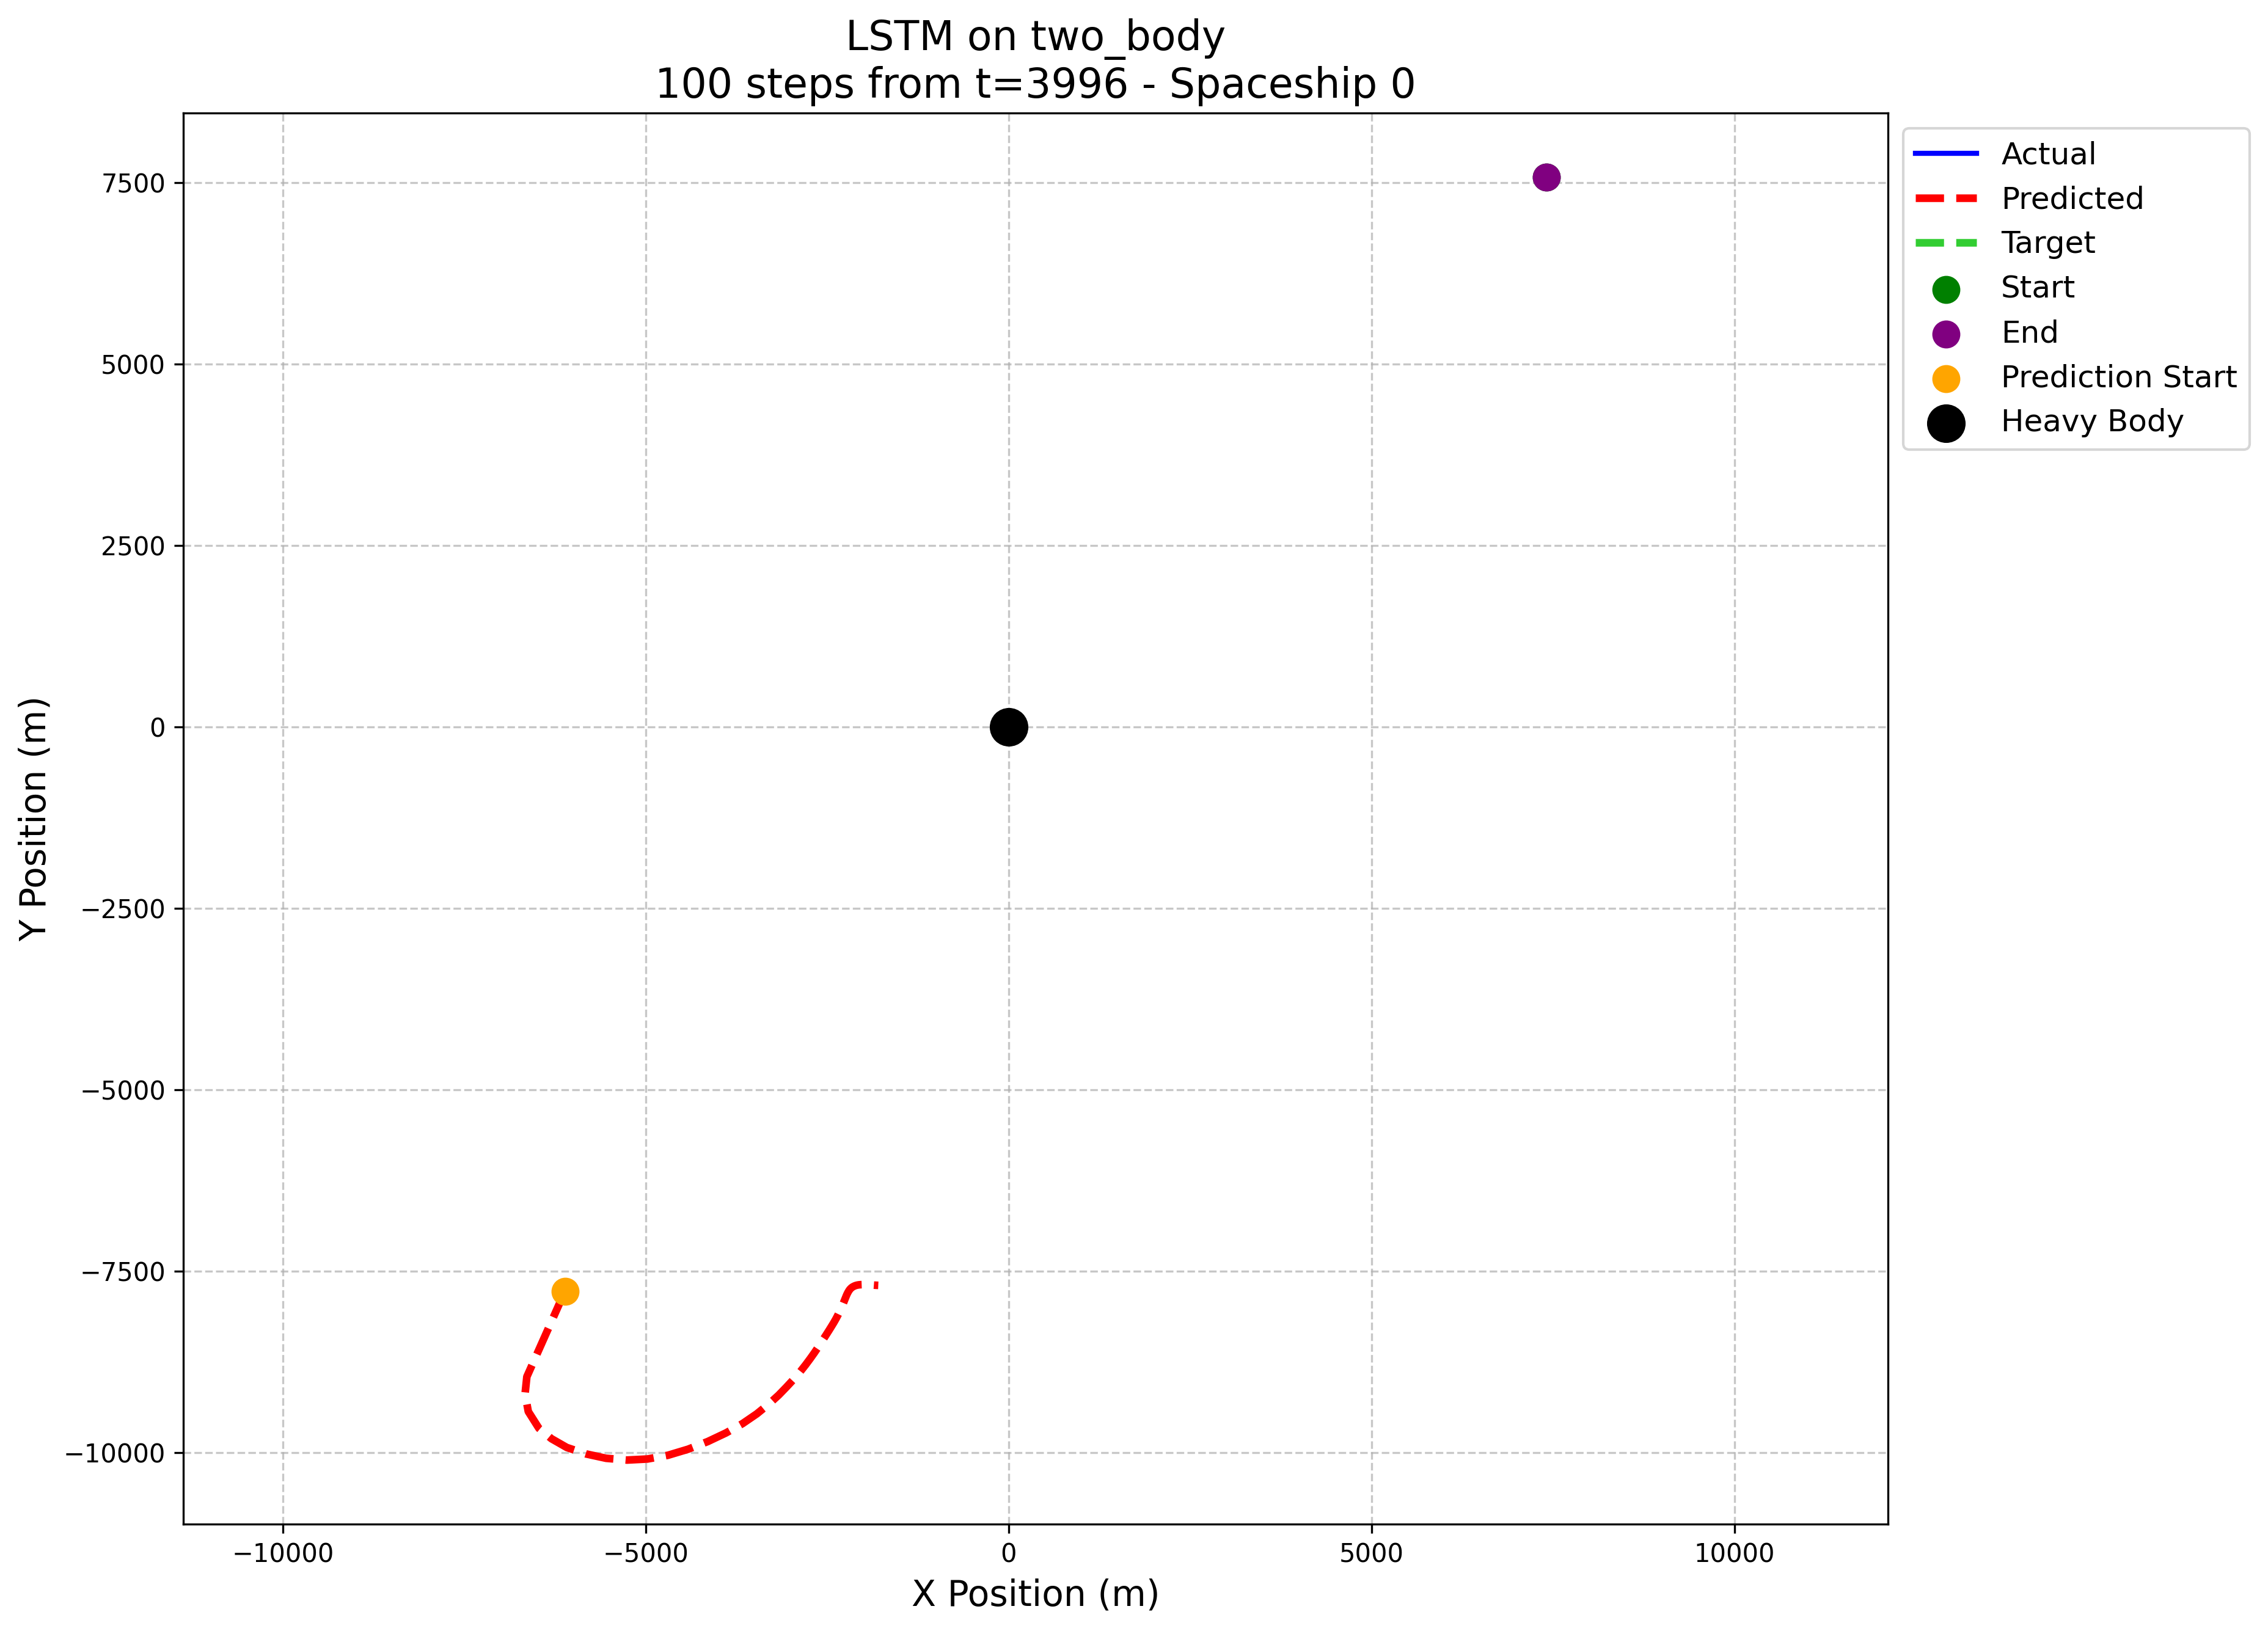 LSTM on two_body
100 steps from t=3996 - Spaceship 0
Actual
Predicted
Target
Start
End
Prediction Start
Heavy Body
Y Position (m)
7500
5000
2500
0
−2500
−5000
−7500
−10000
−10000
−5000
0
5000
10000
X Position (m)